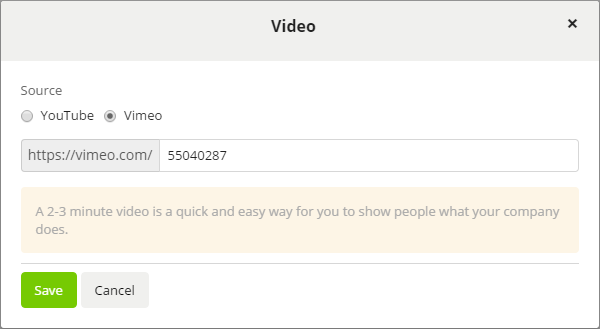 Video
×
Source
YouTube Vimeo
https://vimeo.com/ 55040287
A 2-3 minute video is a quick and easy way for you to show people what your company
does.
Save Cancel